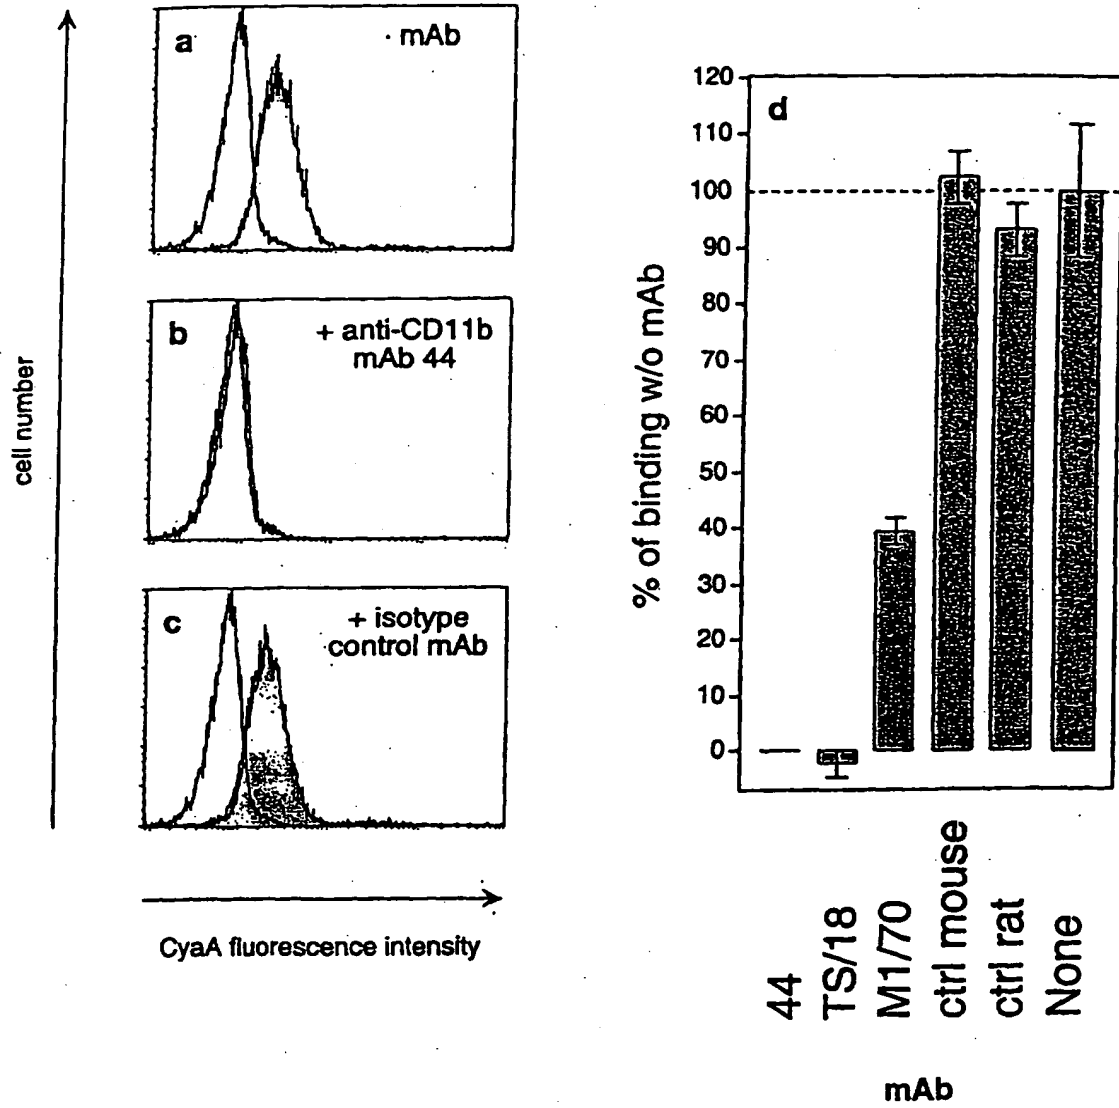 a
· mAb
b
+ anti-CD11b
mAb 44
c
+ isotype
control mAb
cell number
CyaA fluorescence intensity
d
120
110
100
90
80
70
60
50
40
30
20
10
0
% of binding w/o mAb
44
TS/18
M1/70
ctrl mouse
ctrl rat
None
mAb